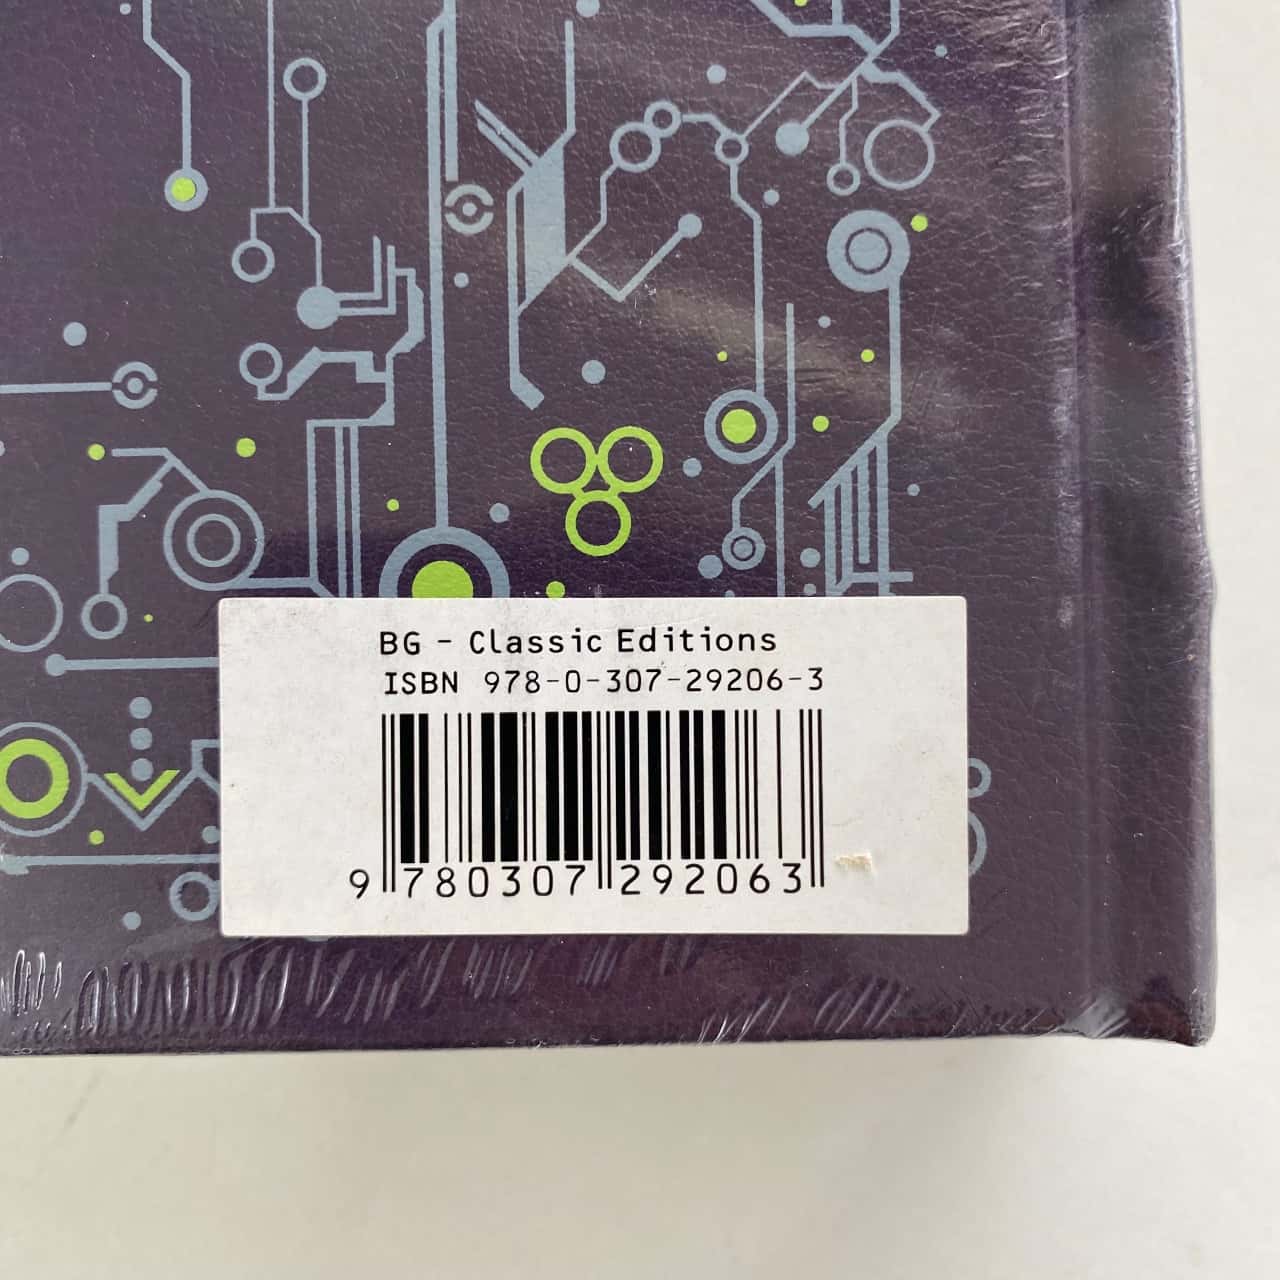 BG - Classic Editions
ISBN 978-0-307-29206-3
9 780307 292063